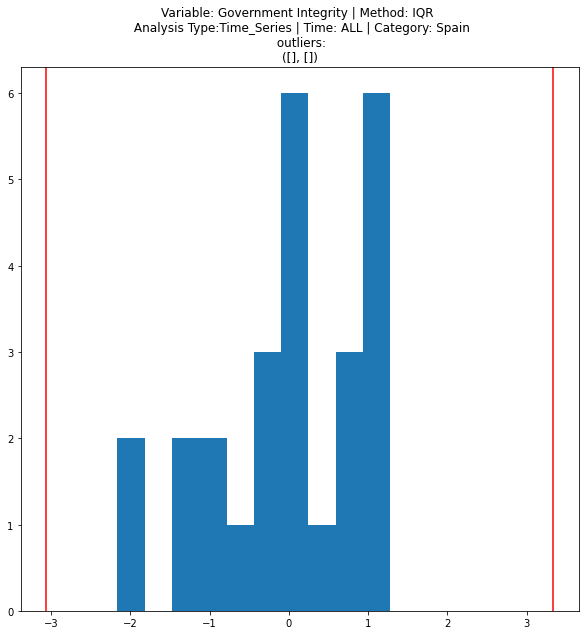 Variable: Government Integrity | Method: IQR
Analysis Type:Time_Series | Time: ALL | Category: Spain
outliers:
([], [])
6
5
4
3
2
1
0
−3 −2 −1 0 1 2 3